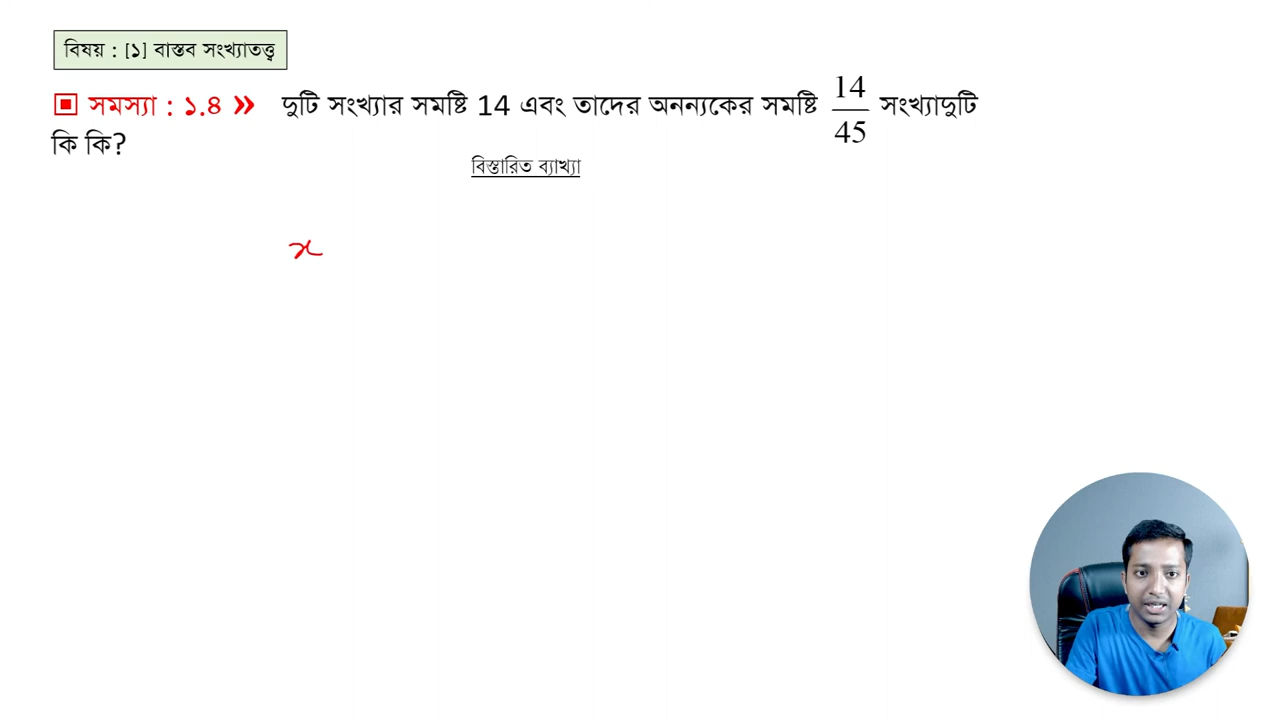 বিষয় : [১] বাস্তব সংখ্যাতত্ত্ব
সমস্যা : ১.৪ » দুটি সংখ্যার সমষ্টি 14 এবং তাদের অনন্যকের সমষ্টি 14/45 সংখ্যাদুটি
কি কি?
বিস্তারিত ব্যাখ্যা
x